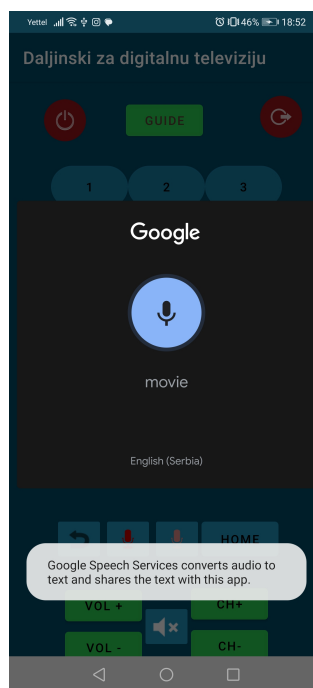 Yettel 46% 18:52
Daljinski za digitalnu televiziju
GUIDE
1 2 3
Google
movie
English (Serbia)
HOME
Google Speech Services converts audio to
text and shares the text with this app.
VOL + CH+
VOL - CH-